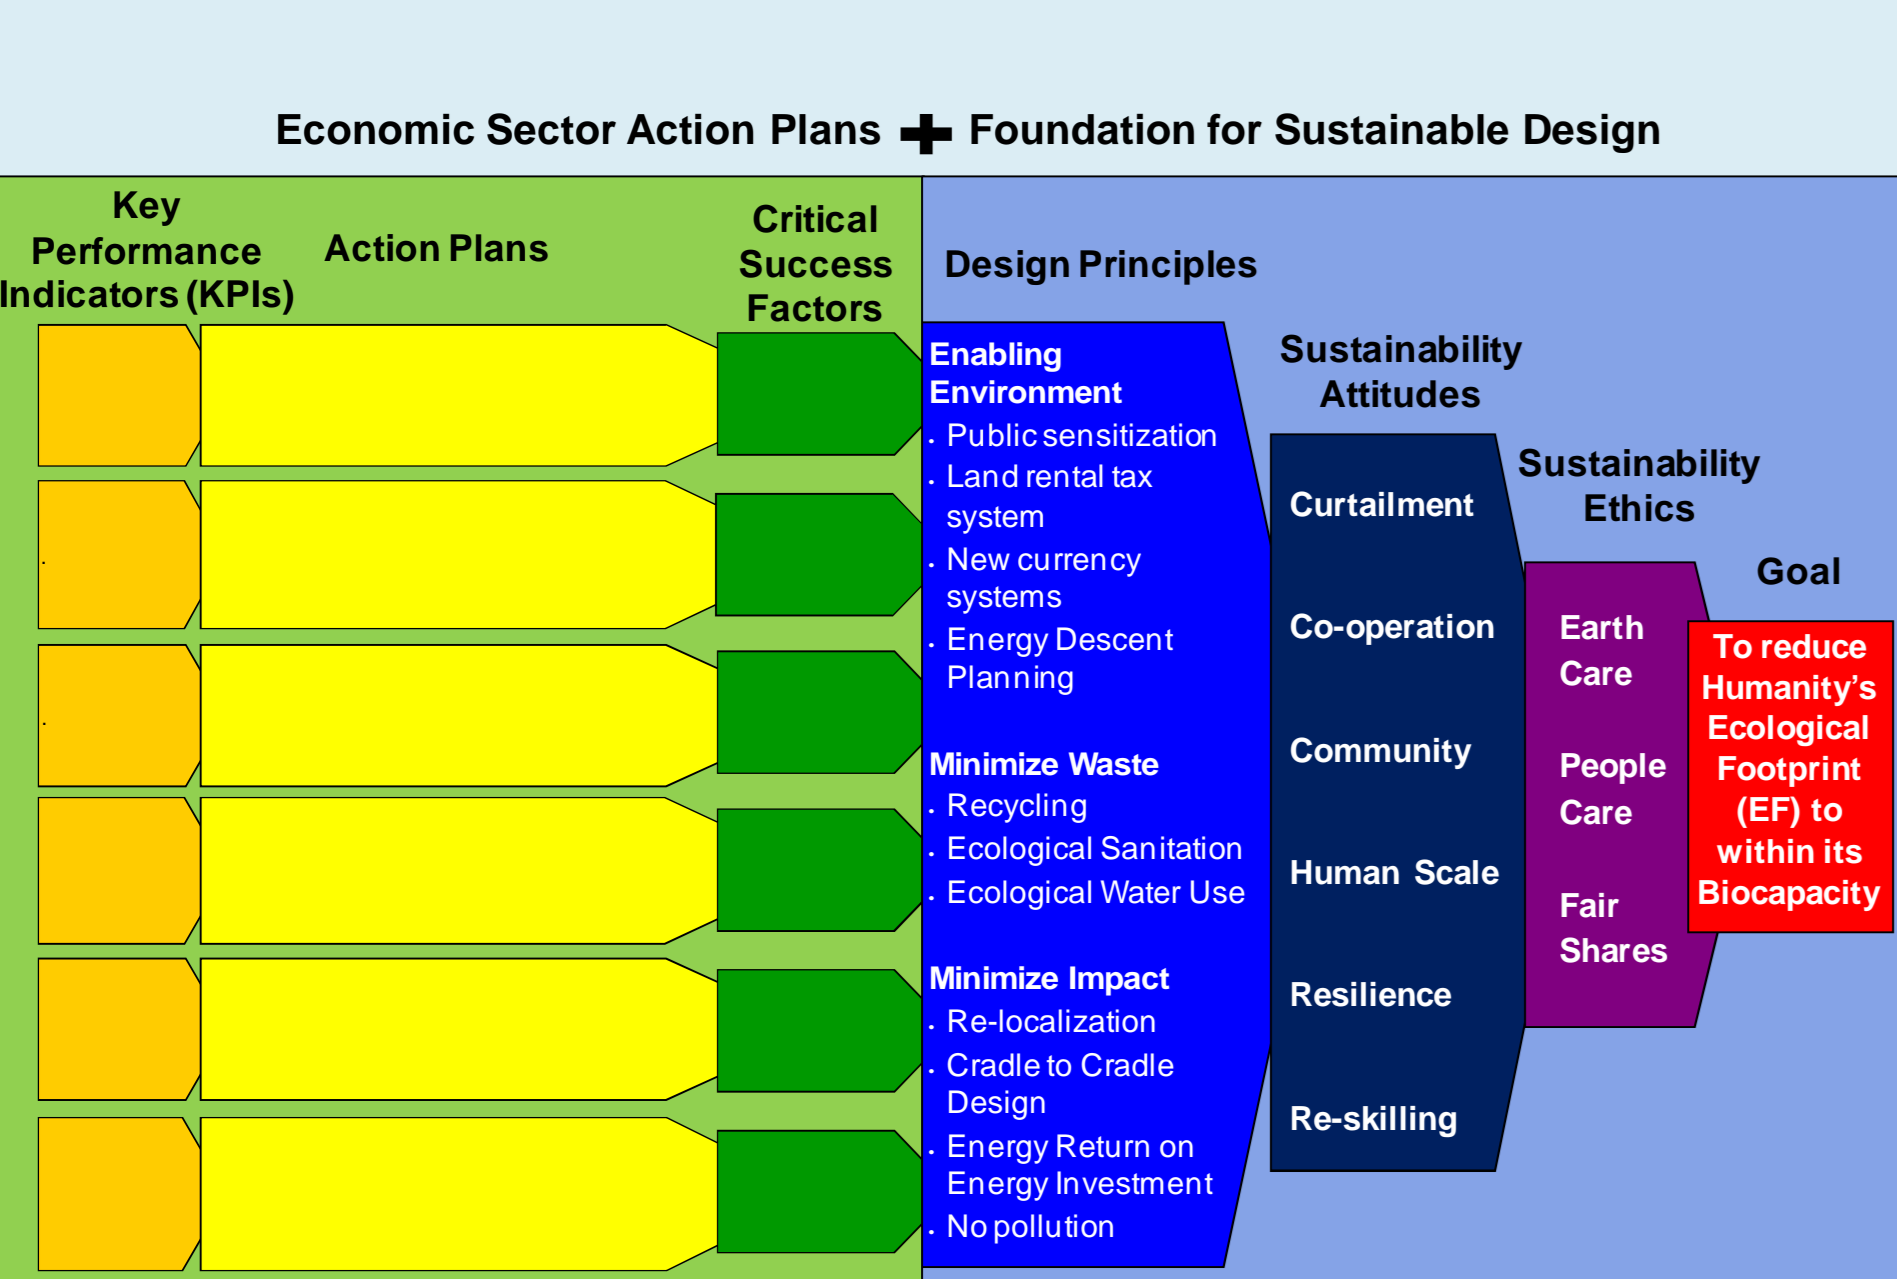 Economic Sector Action Plans + Foundation for Sustainable Design
Key
Performance
Indicators (KPIs)
Action Plans
Critical
Success
Factors
Design Principles
Enabling
Environment
. Public sensitization
. Land rental tax
system
. New currency
systems
. Energy Descent
Planning
Minimize Waste
. Recycling
. Ecological Sanitation
. Ecological Water Use
Minimize Impact
. Re-localization
. Cradle to Cradle
Design
. Energy Return on
Energy Investment
. No pollution
Sustainability
Attitudes
Curtailment
Co-operation
Community
Human Scale
Resilience
Re-skilling
Sustainability
Ethics
Earth
Care
People
Care
Fair
Shares
Goal
To reduce
Humanity’s
Ecological
Footprint
(EF) to
within its
Biocapacity